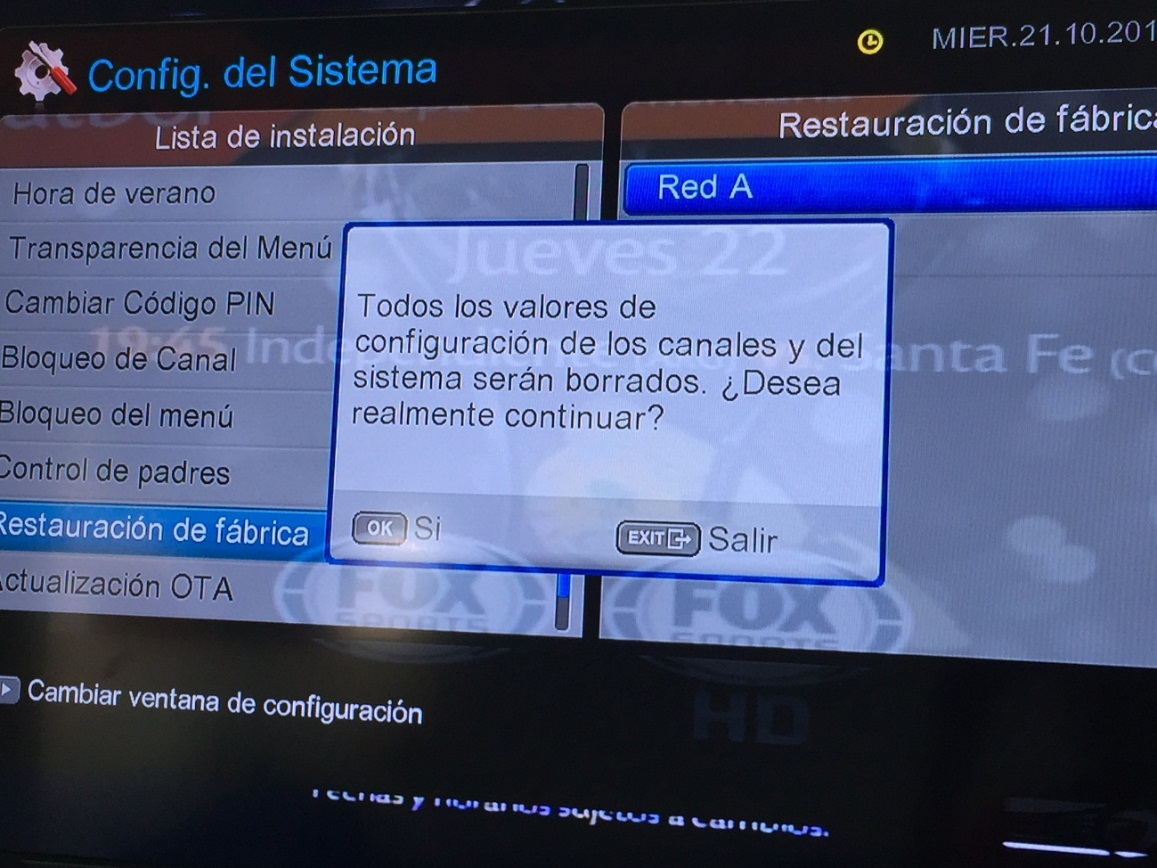 Config. del Sistema
MIER.21.10.201
Lista de instalación
Restauración de fábrica
Hora de verano
Red A
Transparencia del Menú
Jueves 22
Cambiar Código PIN
Todos los valores de
configuración de los canales y del
sistema serán borrados. ¿Desea
realmente continuar?
19:45
Santa Fe
Bloqueo de Canal
Bloqueo del menú
Control de padres
Restauración de fábrica
OK Si
EXIT Salir
Actualización OTA
FOX
SPORTS
FOX
SPORTS
HD
Cambiar ventana de configuración
Fechas y horarios sujetos a cambios.